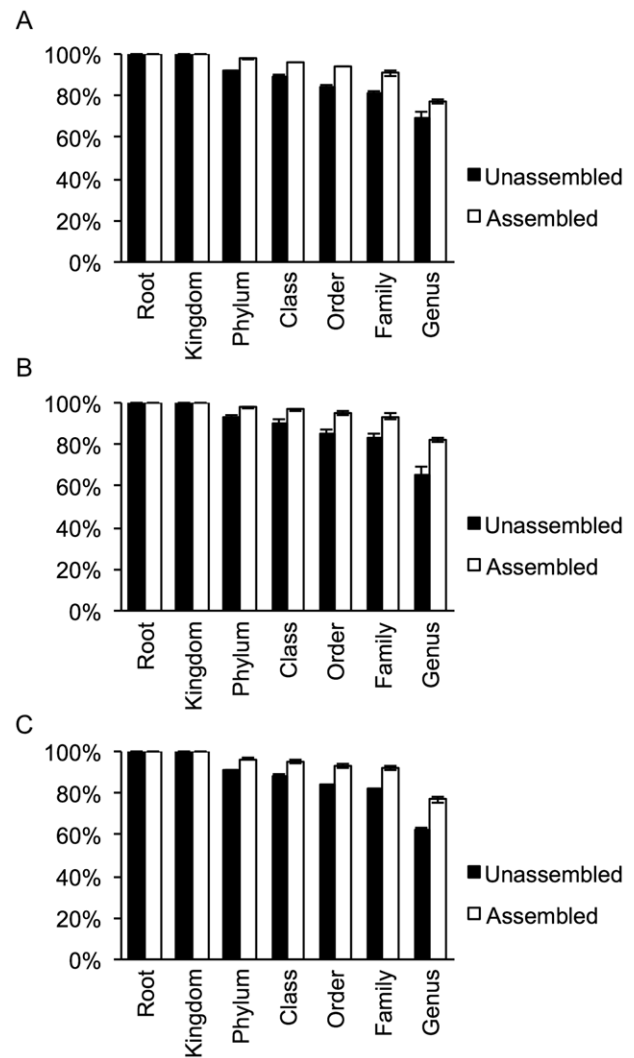 A
100%
80%
60%
40%
20%
0%
Root
Kingdom
Phylum
Class
Order
Family
Genus
Unassembled
Assembled
B
100%
80%
60%
40%
20%
0%
Root
Kingdom
Phylum
Class
Order
Family
Genus
Unassembled
Assembled
C
100%
80%
60%
40%
20%
0%
Root
Kingdom
Phylum
Class
Order
Family
Genus
Unassembled
Assembled